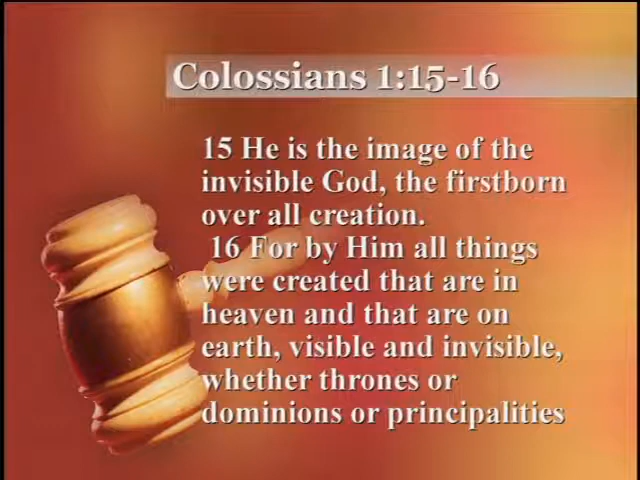 Colossians 1:15-16
15 He is the image of the
invisible God, the firstborn
over all creation.
16 For by Him all things
were created that are in
heaven and that are on
earth, visible and invisible,
whether thrones or
dominions or principalities